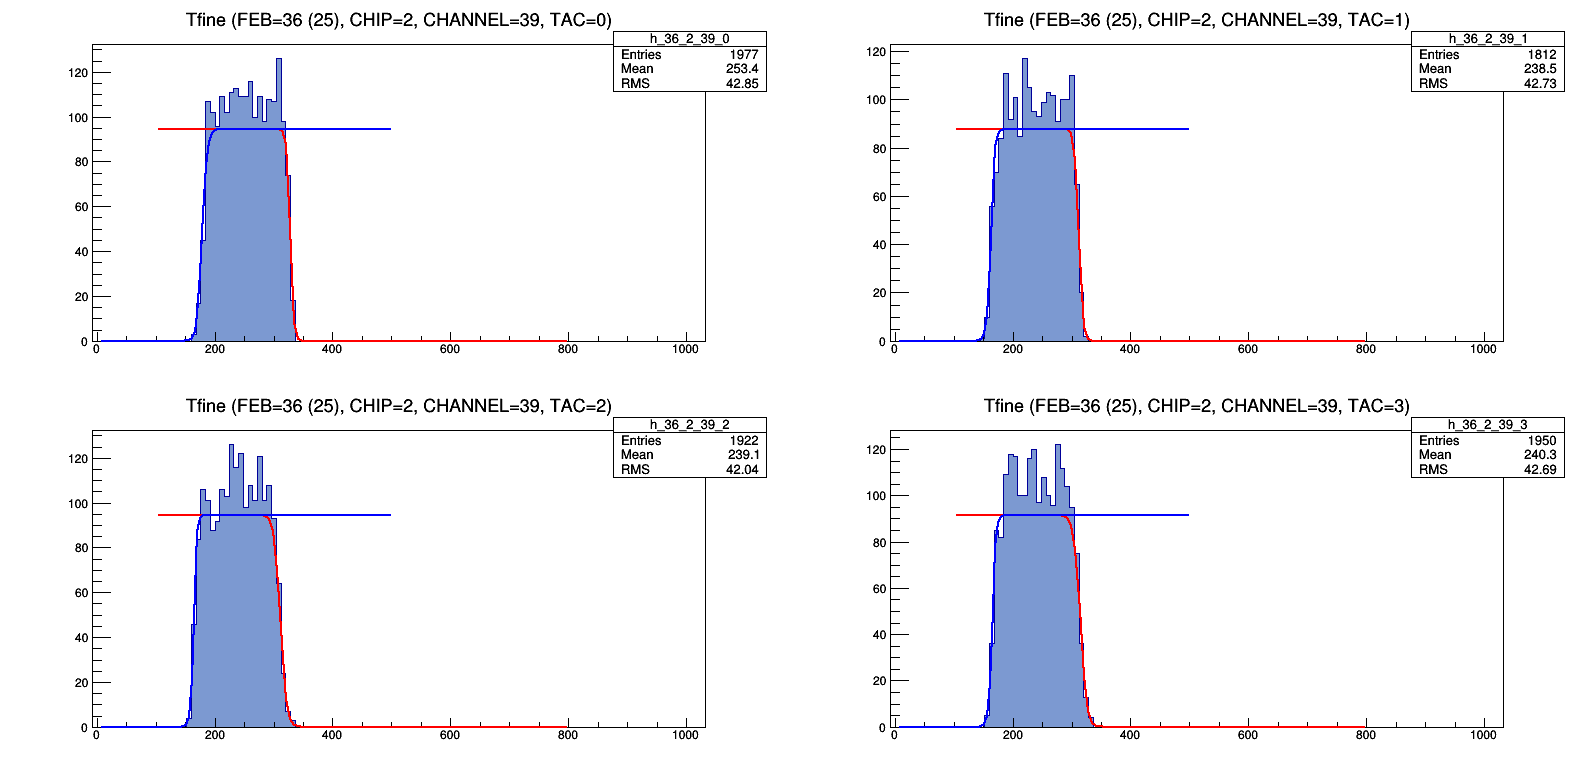 Tfine (FEB=36 (25), CHIP=2, CHANNEL=39, TAC=0)
h_36_2_39_0
Entries 1977
Mean 253.4
RMS 42.85
120
100
80
60
40
20
0
0 200 400 600 800 1000
Tfine (FEB=36 (25), CHIP=2, CHANNEL=39, TAC=1)
h_36_2_39_1
Entries 1812
Mean 238.5
RMS 42.73
120
100
80
60
40
20
0
0 200 400 600 800 1000
Tfine (FEB=36 (25), CHIP=2, CHANNEL=39, TAC=2)
h_36_2_39_2
Entries 1922
Mean 239.1
RMS 42.04
120
100
80
60
40
20
0
0 200 400 600 800 1000
Tfine (FEB=36 (25), CHIP=2, CHANNEL=39, TAC=3)
h_36_2_39_3
Entries 1950
Mean 240.3
RMS 42.69
120
100
80
60
40
20
0
0 200 400 600 800 1000